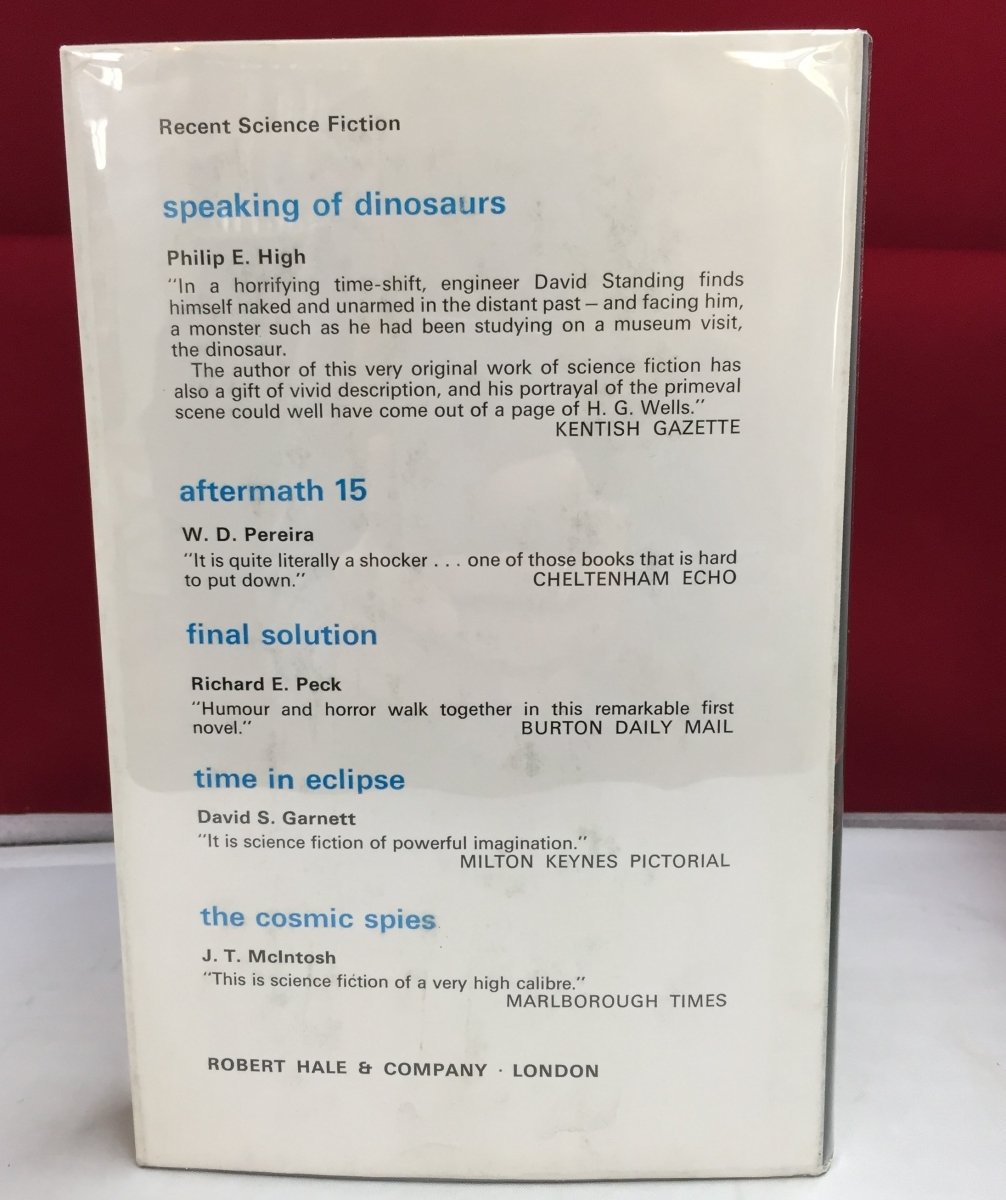 Recent Science Fiction
speaking of dinosaurs
Philip E. High
"In a horrifying time-shift, engineer David Standing finds
himself naked and unarmed in the distant past – and facing him,
a monster such as he had been studying on a museum visit,
the dinosaur.
The author of this very original work of science fiction has
also a gift of vivid description, and his portrayal of the primeval
scene could well have come out of a page of H. G. Wells."
KENTISH GAZETTE
aftermath 15
W. D. Pereira
"It is quite literally a shocker . . . one of those books that is hard
to put down." CHELTENHAM ECHO
final solution
Richard E. Peck
"Humour and horror walk together in this remarkable first
novel." BURTON DAILY MAIL
time in eclipse
David S. Garnett
"It is science fiction of powerful imagination."
MILTON KEYNES PICTORIAL
the cosmic spies
J. T. McIntosh
"This is science fiction of a very high calibre."
MARLBOROUGH TIMES
ROBERT HALE & COMPANY · LONDON